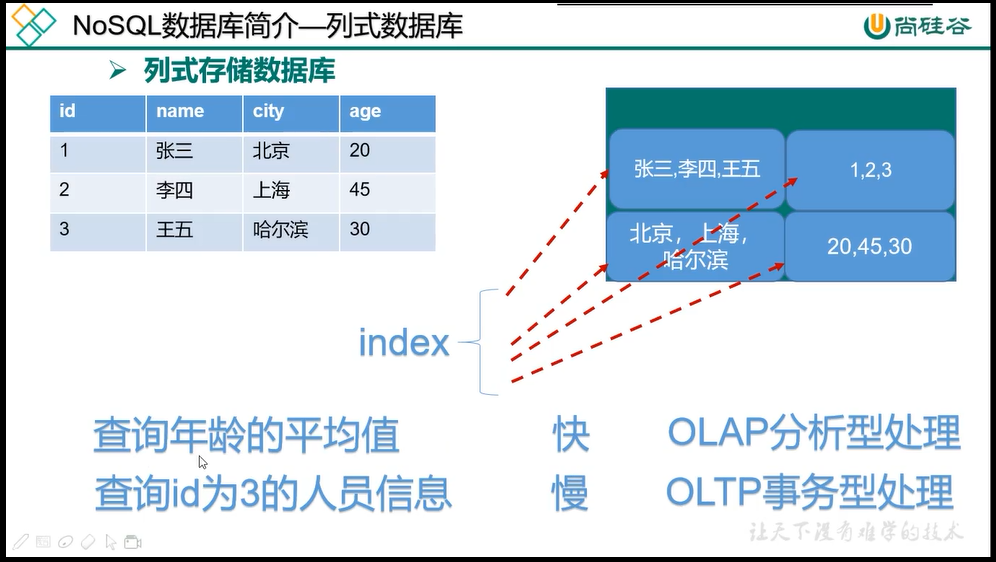 NoSQL数据库简介—列式数据库
尚硅谷
列式存储数据库
id name city age
1 张三 北京 20
2 李四 上海 45
3 王五 哈尔滨 30
张三,李四,王五
1,2,3
北京，上海，
哈尔滨
20,45,30
index
查询年龄的平均值 快 OLAP分析型处理
查询id为3的人员信息 慢 OLTP事务型处理
让天下没有难学的技术